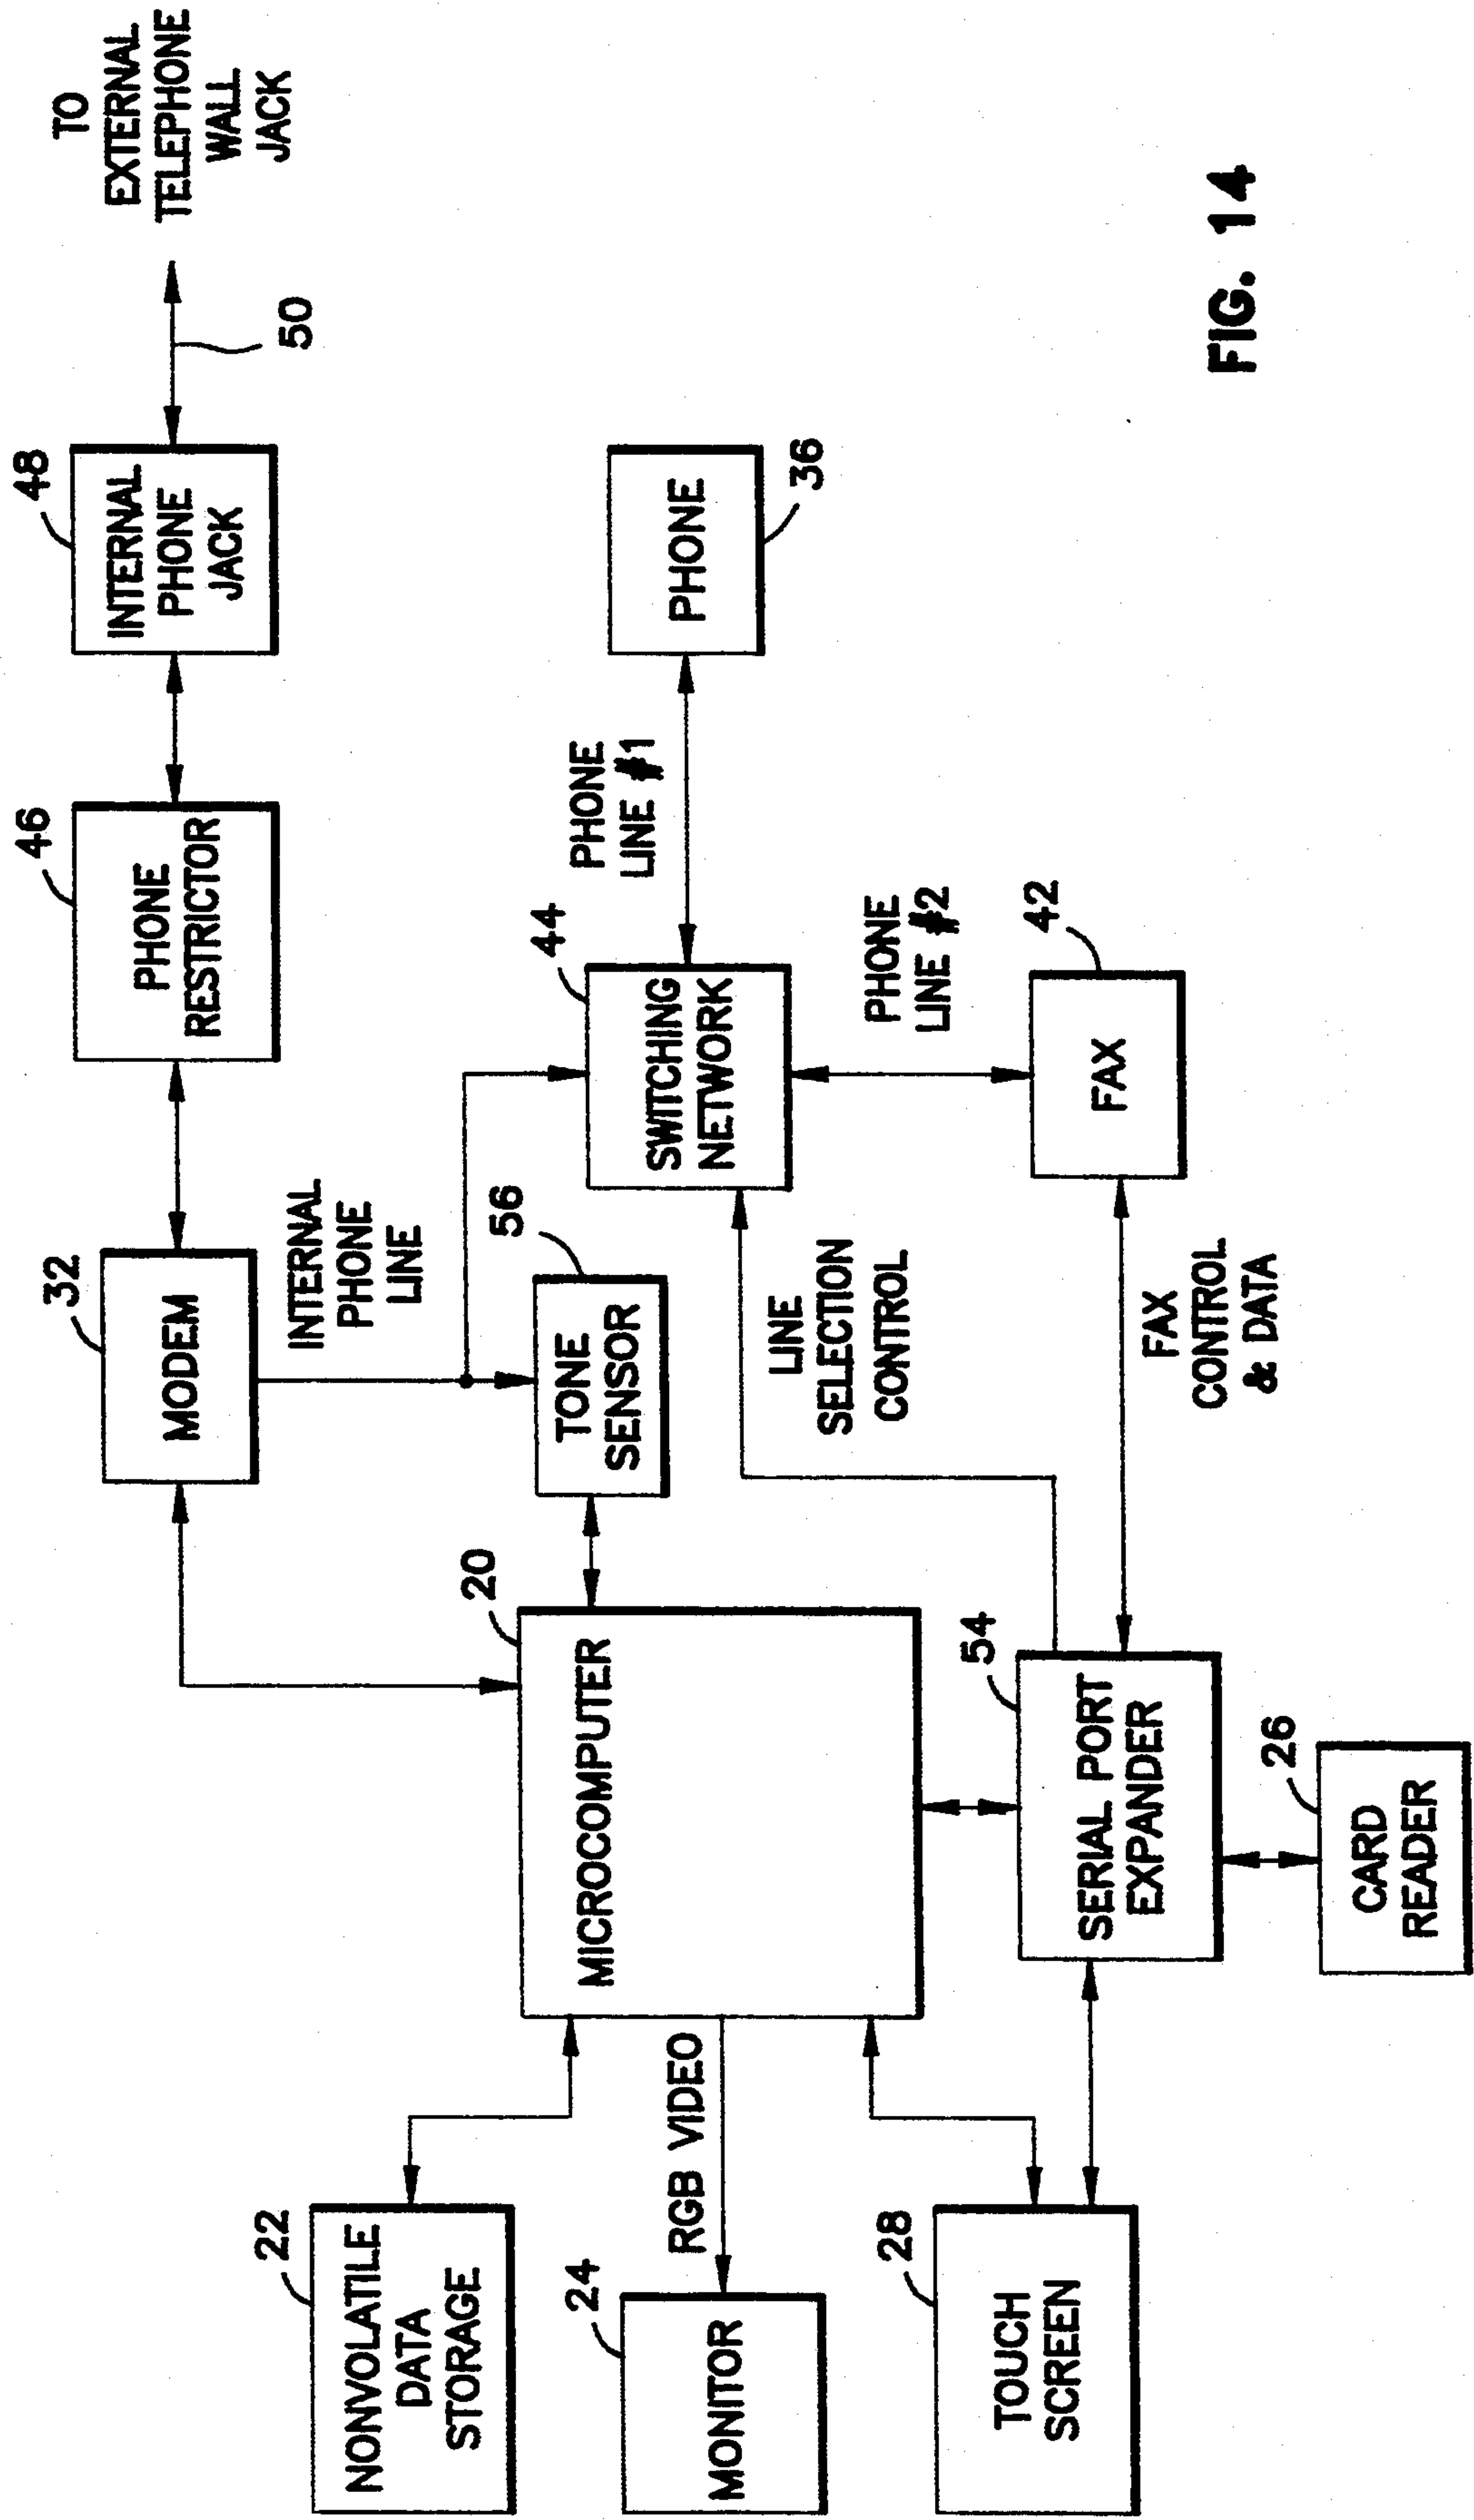 22
NONVOLATILE
DATA
STORAGE
24
MONITOR
RGB VIDEO
28
TOUCH
SCREEN
20
MICROCOMPUTER
54
SERIAL PORT
EXPANDER
26
CARD
READER
32
MODEM
INTERNAL
PHONE
LINE
56
TONE
SENSOR
LINE
SELECTION
CONTROL
FAX
CONTROL
& DATA
46
PHONE
RESTRICTOR
44
SWITCHING
NETWORK
PHONE
LINE #1
PHONE
LINE #2
42
FAX
48
INTERNAL
PHONE
JACK
36
PHONE
50
TO
EXTERNAL
TELEPHONE
WALL
JACK
FIG. 14